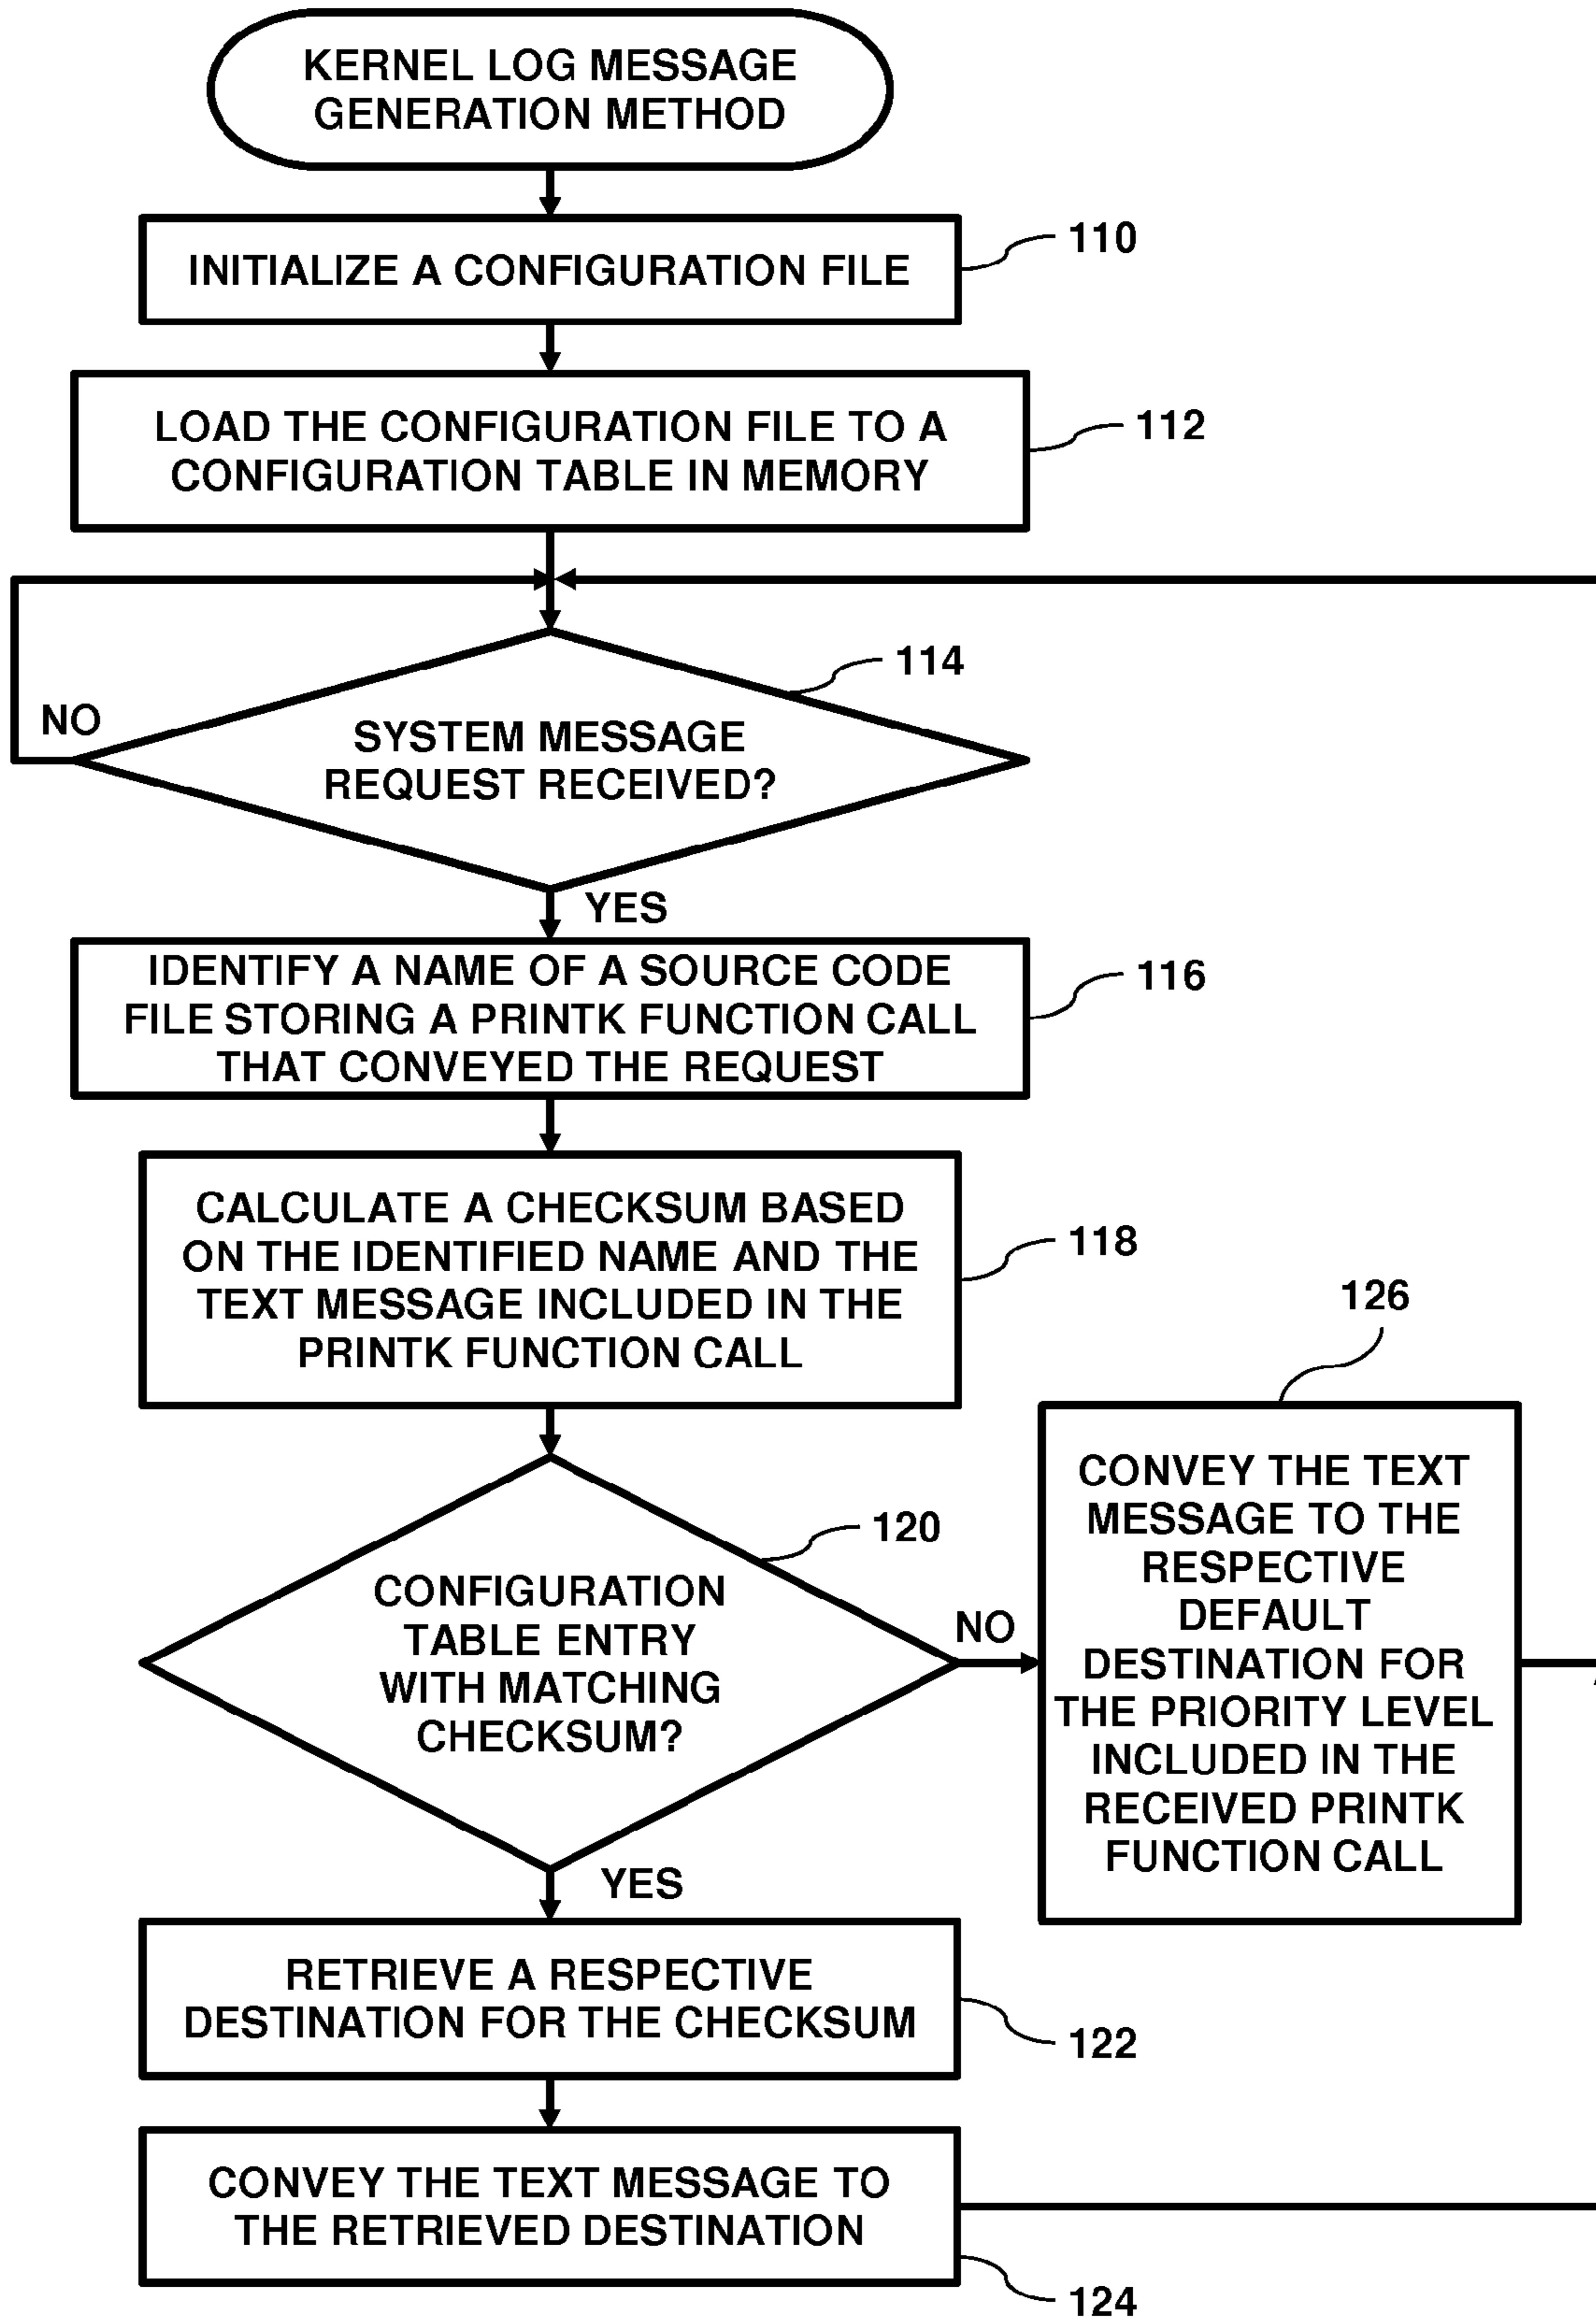 KERNEL LOG MESSAGE
GENERATION METHOD
INITIALIZE A CONFIGURATION FILE
110
LOAD THE CONFIGURATION FILE TO A
CONFIGURATION TABLE IN MEMORY
112
114
NO
SYSTEM MESSAGE
REQUEST RECEIVED?
YES
IDENTIFY A NAME OF A SOURCE CODE
FILE STORING A PRINTK FUNCTION CALL
THAT CONVEYED THE REQUEST
116
CALCULATE A CHECKSUM BASED
ON THE IDENTIFIED NAME AND THE
TEXT MESSAGE INCLUDED IN THE
PRINTK FUNCTION CALL
118
120
CONFIGURATION
TABLE ENTRY
WITH MATCHING
CHECKSUM?
NO
126
CONVEY THE TEXT
MESSAGE TO THE
RESPECTIVE
DEFAULT
DESTINATION FOR
THE PRIORITY LEVEL
INCLUDED IN THE
RECEIVED PRINTK
FUNCTION CALL
YES
RETRIEVE A RESPECTIVE
DESTINATION FOR THE CHECKSUM
122
CONVEY THE TEXT MESSAGE TO
THE RETRIEVED DESTINATION
124